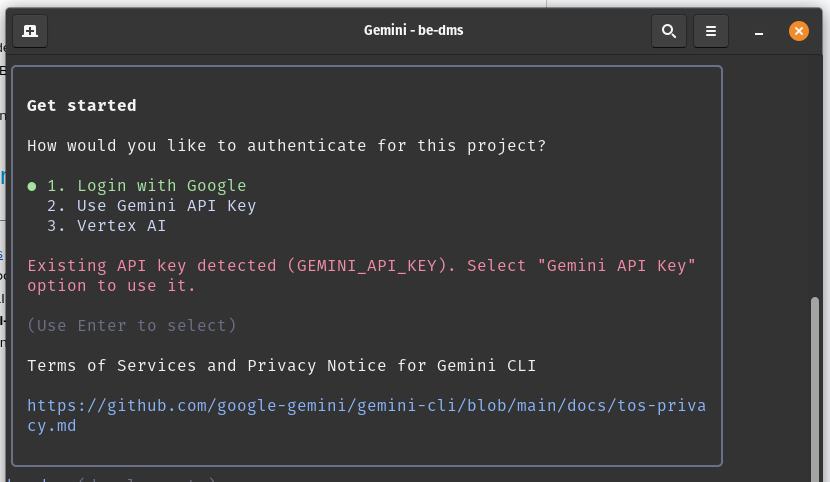 Gemini - be-dms
Get started
How would you like to authenticate for this project?
● 1. Login with Google
2. Use Gemini API Key
3. Vertex AI
Existing API key detected (GEMINI_API_KEY). Select "Gemini API Key"
option to use it.
(Use Enter to select)
Terms of Services and Privacy Notice for Gemini CLI
https://github.com/google-gemini/gemini-cli/blob/main/docs/tos-priva
cy.md